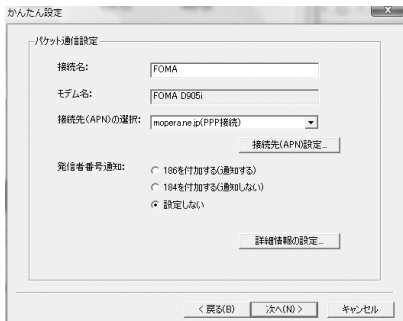 かんたん設定
パケット通信設定
接続名: FOMA
モデム名: FOMA D905i
接続先(APN)の選択: mopera.ne.jp(PPP接続)
接続先(APN)設定...
発信者番号通知: 186を付加する(通知する)
184を付加する(通知しない)
設定しない
詳細情報の設定...
< 戻る(B) 次へ(N) > キャンセル